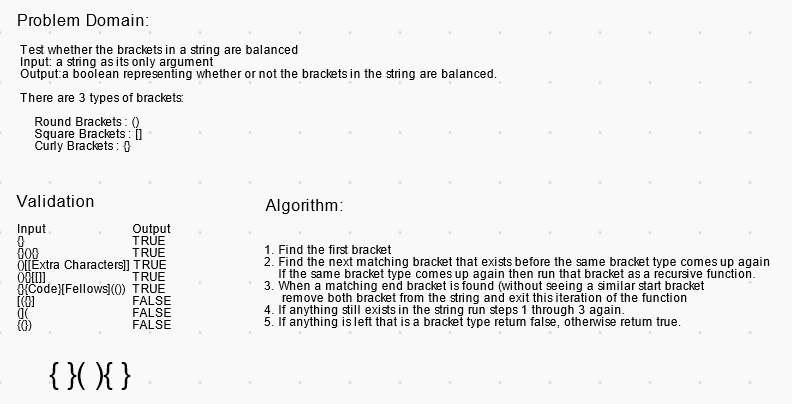 Problem Domain:
Test whether the brackets in a string are balanced
Input: a string as its only argument
Output:a boolean representing whether or not the brackets in the string are balanced.
There are 3 types of brackets:
Round Brackets : ()
Square Brackets : []
Curly Brackets : {}
Validation
Input Output
{} TRUE
{}(){} TRUE
()[[Extra Characters]] TRUE
(){}[[]] TRUE
{}{Code}[Fellows](()) TRUE
[({}] FALSE
(]( FALSE
{(}) FALSE
{ }( ){ }
Algorithm:
1. Find the first bracket
2. Find the next matching bracket that exists before the same bracket type comes up again
If the same bracket type comes up again then run that bracket as a recursive function.
3. When a matching end bracket is found (without seeing a similar start bracket
remove both bracket from the string and exit this iteration of the function
4. If anything still exists in the string run steps 1 through 3 again.
5. If anything is left that is a bracket type return false, otherwise return true.